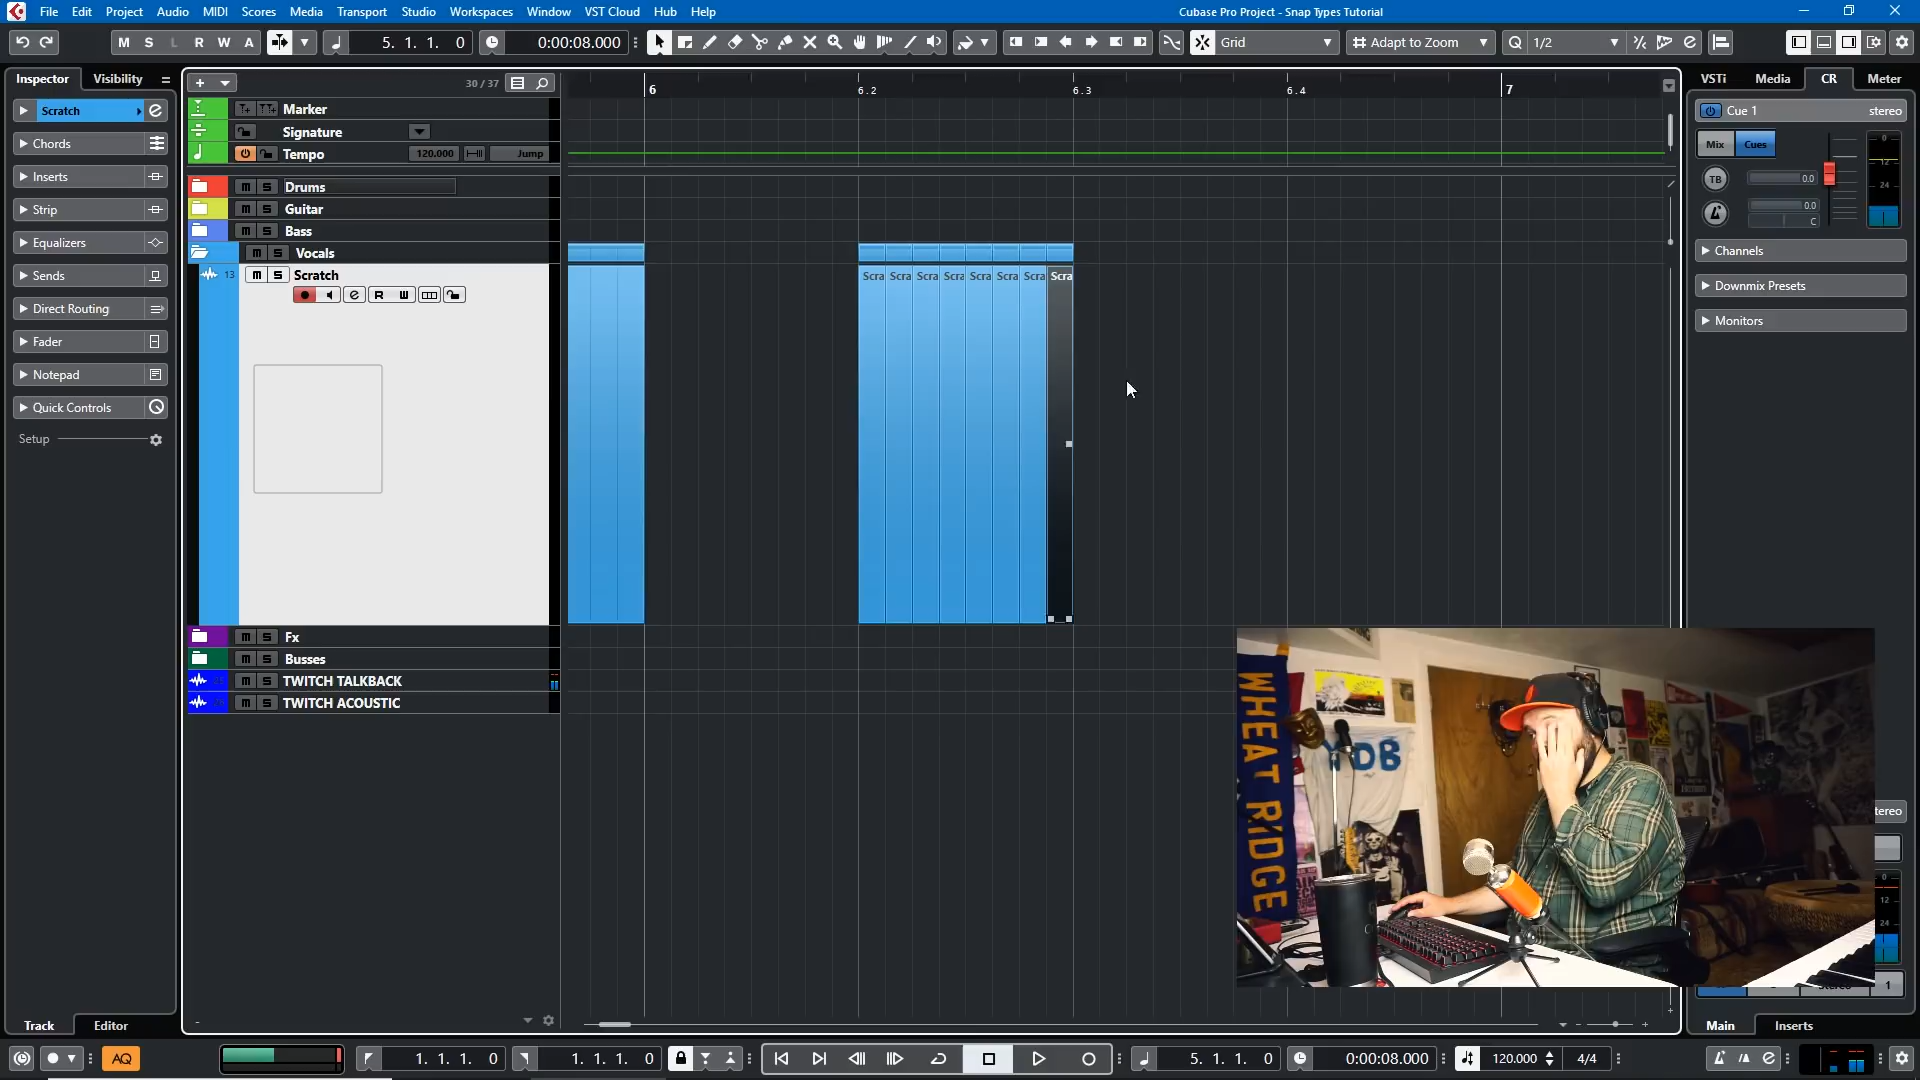 File Edit Project Audio MIDI Scores Media Transport Studio Workspaces Window VST Cloud Hub Help
Cubase Pro Project - Snap Types Tutorial
M S L R W A
5. 1. 1. 0
0:00:08.000
Grid
Adapt to Zoom
Q 1/2
Inspector Visibility
30 / 37
6 6.2 6.3 6.4 7
VSTi Media CR Meter
Scratch
Chords
Inserts
Strip
Equalizers
Sends
Direct Routing
Fader
Notepad
Quick Controls
Setup
Marker
Signature
Tempo 120.000 Jump
m S Drums
m S Guitar
m S Bass
m S Vocals
13 m S Scratch
R W
Scra Scra Scra Scra Scra Scra Scra Scra
m S Fx
m S Busses
m S TWITCH TALKBACK
m S TWITCH ACOUSTIC
Cue 1 stereo
Mix Cues
TB 0.0
0.0
C
0
12
24
Channels
Downmix Presets
Monitors
WHEAT RIDGE
YDB
tereo
0
12
24
1
Track Editor
Main Inserts
AQ
1. 1. 1. 0
1. 1. 1. 0
5. 1. 1. 0
0:00:08.000
120.000
4/4